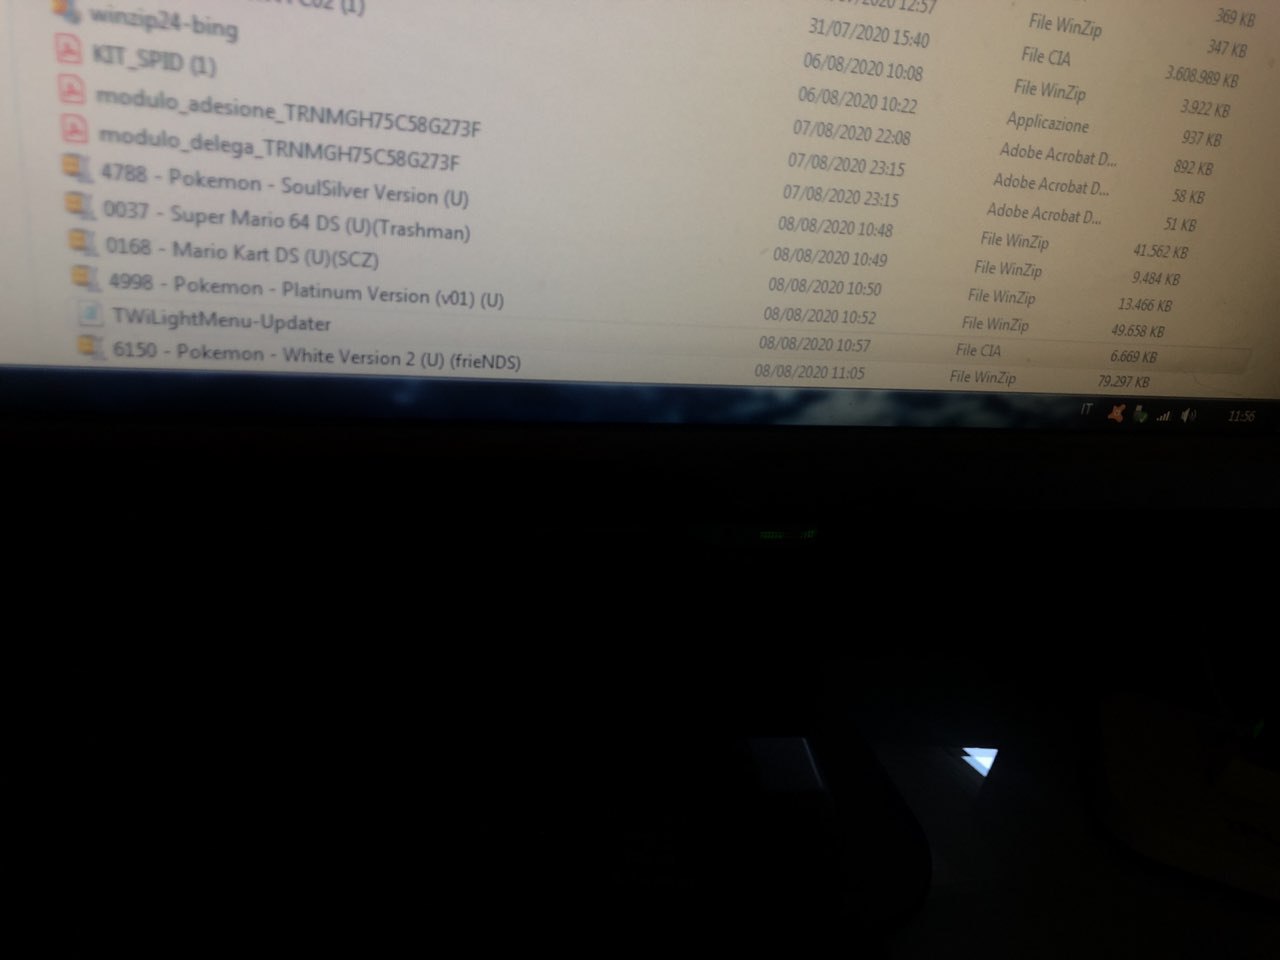 (1) 12:57 File WinZip 369 KB
winzip24-bing 31/07/2020 15:40 File CIA 347 KB
KIT_SPID (1) 06/08/2020 10:08 File WinZip 3.608.989 KB
modulo_adesione_TRNMGH75C58G273F 06/08/2020 10:22 Applicazione 3.922 KB
modulo_delega_TRNMGH75C58G273F 07/08/2020 22:08 Adobe Acrobat D... 937 KB
4788 - Pokemon - SoulSilver Version (U) 07/08/2020 23:15 Adobe Acrobat D... 892 KB
0037 - Super Mario 64 DS (U)(Trashman) 07/08/2020 23:15 Adobe Acrobat D... 58 KB
0168 - Mario Kart DS (U)(SCZ) 08/08/2020 10:48 File WinZip 51 KB
4998 - Pokemon - Platinum Version (v01) (U) 08/08/2020 10:49 File WinZip 41.562 KB
TWiLightMenu-Updater 08/08/2020 10:50 File WinZip 9.484 KB
6150 - Pokemon - White Version 2 (U) (frieNDS) 08/08/2020 10:52 File WinZip 13.466 KB
08/08/2020 10:57 File CIA 49.658 KB
08/08/2020 11:05 File WinZip 6.669 KB
79.297 KB
IT 11:56